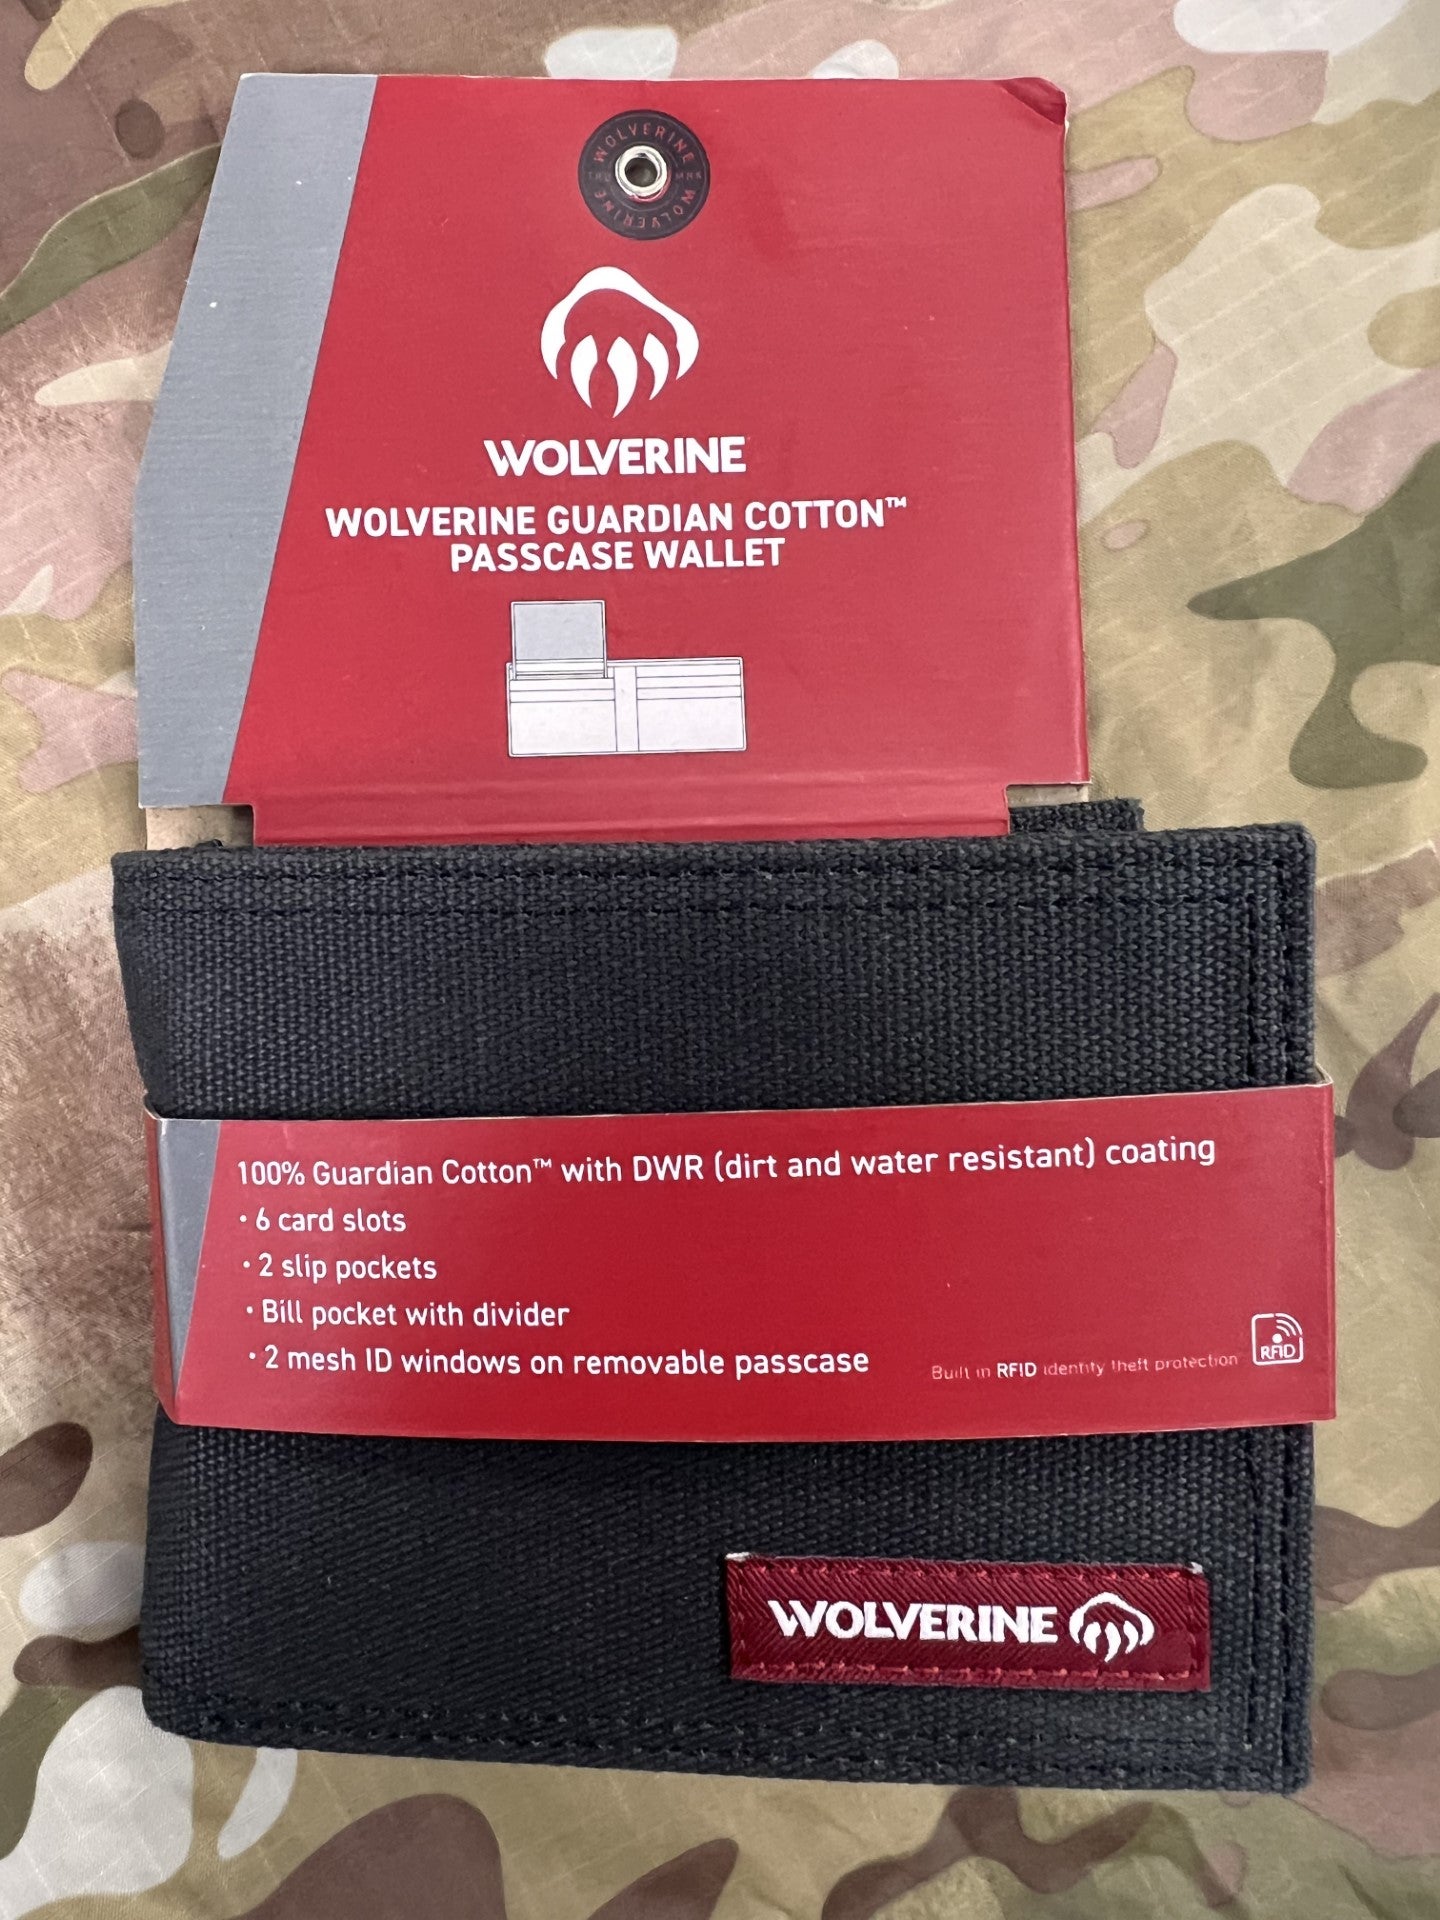 WOLVERINE
TRD MRK
WOLVERINE
WOLVERINE
WOLVERINE GUARDIAN COTTON™
PASSCASE WALLET
100% Guardian Cotton™ with DWR (dirt and water resistant) coating
• 6 card slots
• 2 slip pockets
• Bill pocket with divider
• 2 mesh ID windows on removable passcase
Built in RFID identity theft protection
RFID
WOLVERINE